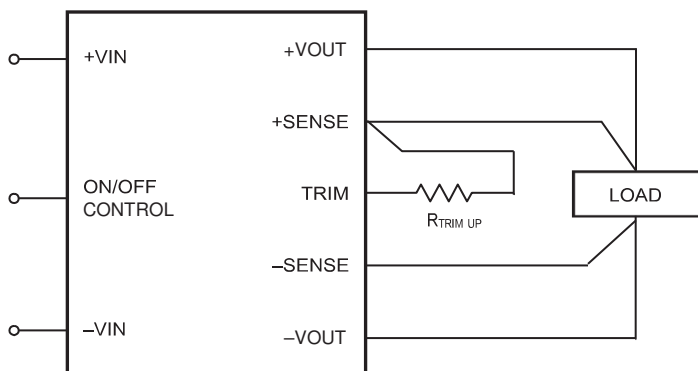 +VIN
ON/OFF
CONTROL
–VIN
+VOUT
+SENSE
TRIM
–SENSE
–VOUT
RTRIM UP
LOAD